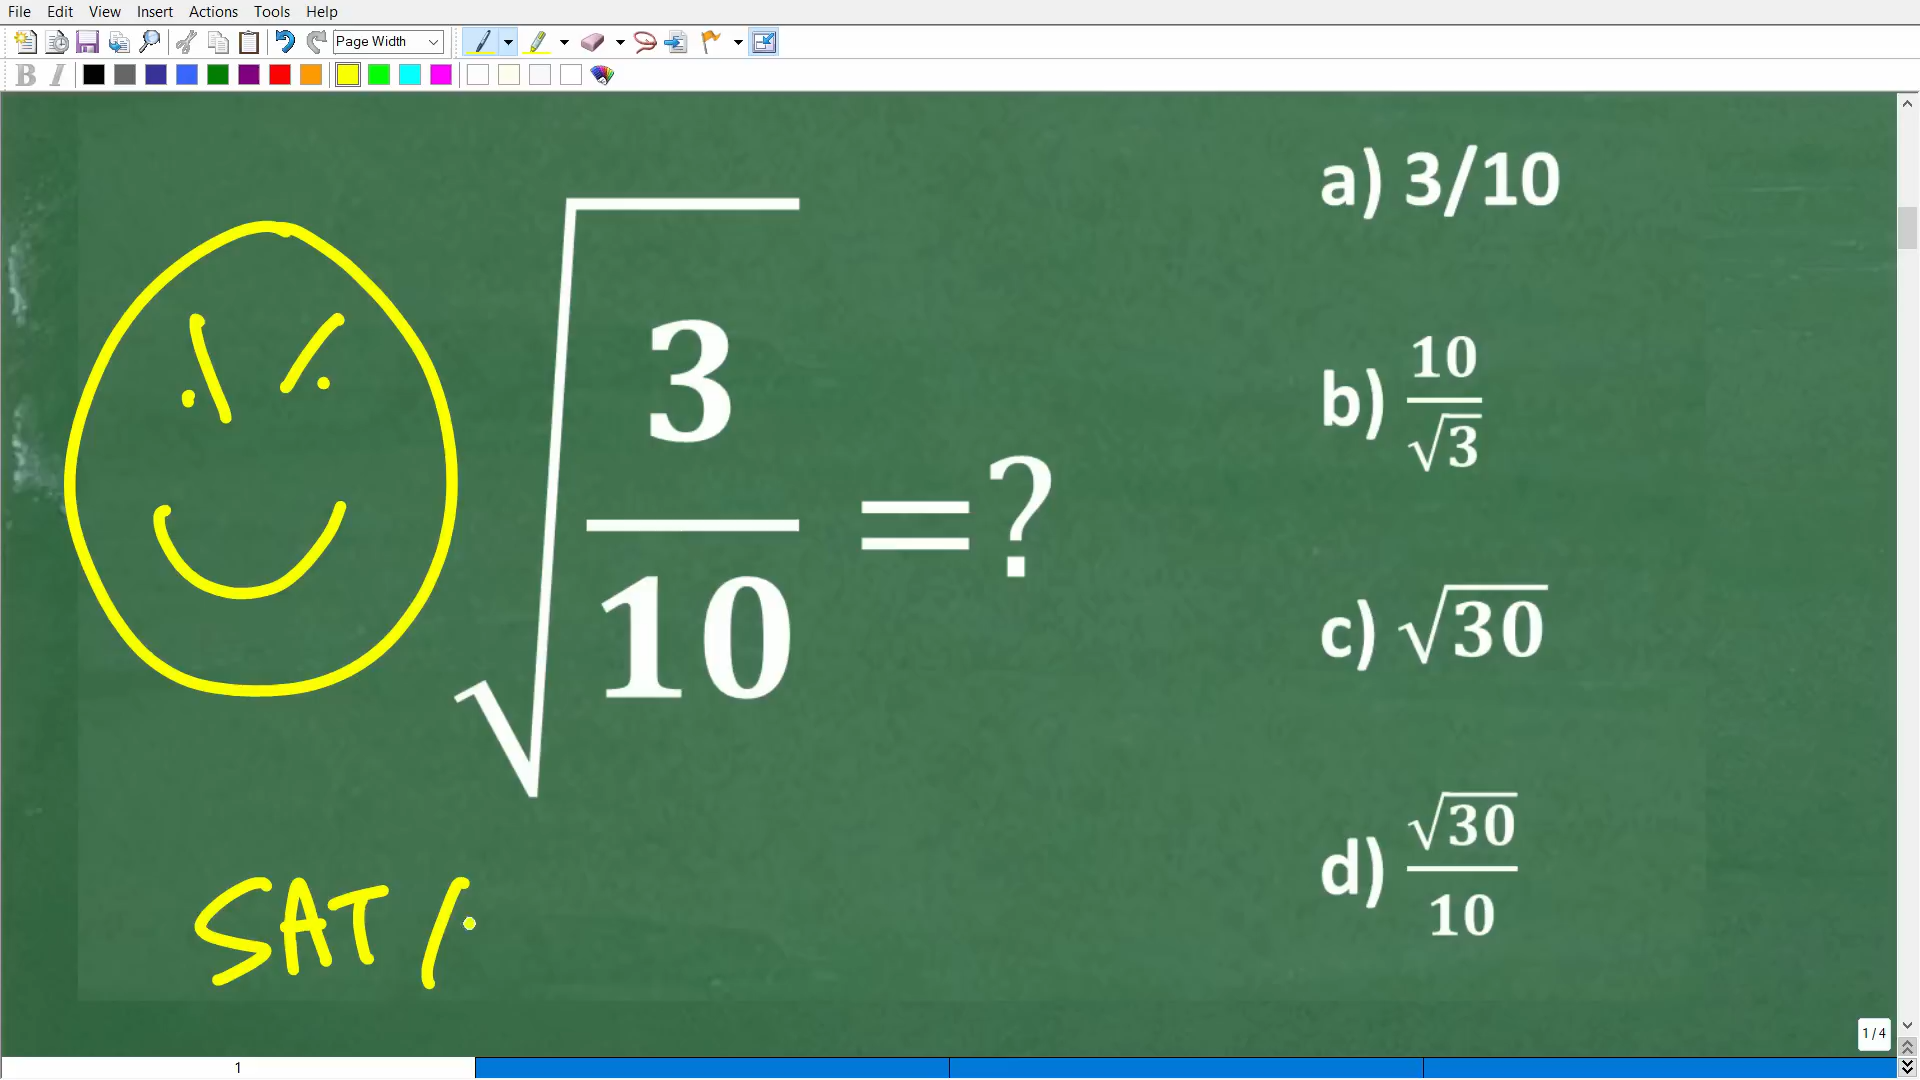 File Edit View Insert Actions Tools Help
Page Width
B I
√(3/10) =?
a) 3/10
b) 10/√3
c) √30
d) √30/10
SAT /
1/4
1